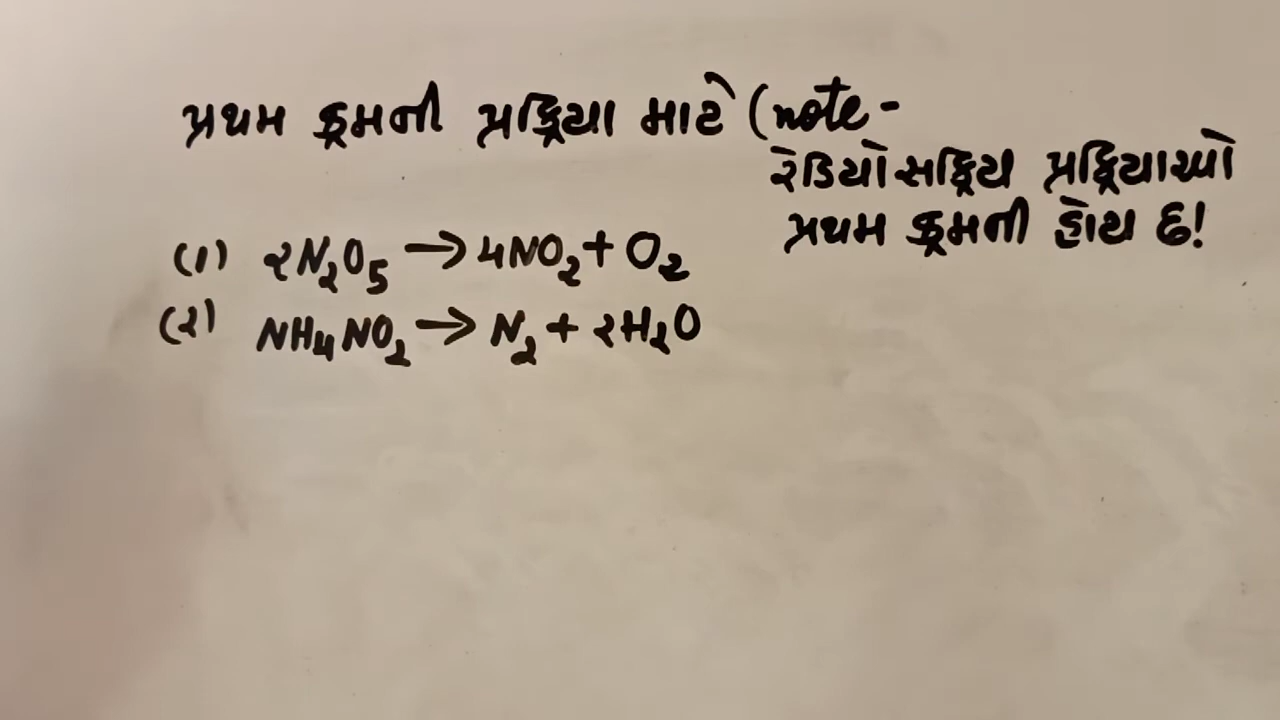 પ્રથમ ક્રમની પ્રક્રિયા માટે (note-
રેડિયોસક્રિય પ્રક્રિયાઓ
પ્રથમ ક્રમની હોય છે!
(1) 2N₂O₅ → 4NO₂ + O₂
(2) NH₄NO₂ → N₂ + 2H₂O